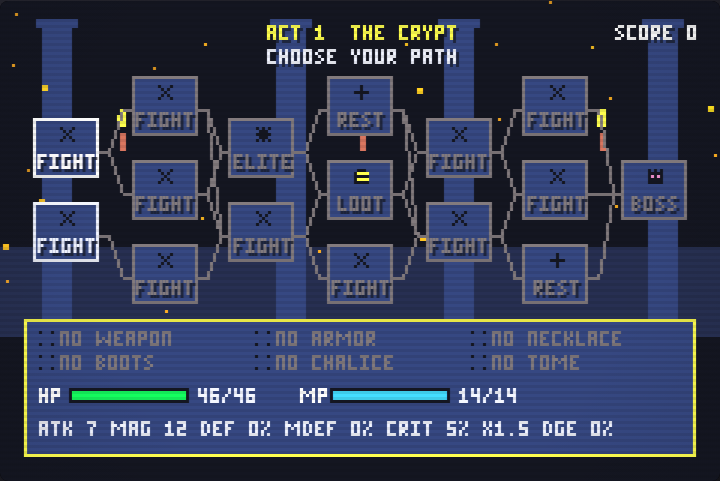 ACT 1 THE CRYPT
SCORE 0
CHOOSE YOUR PATH
FIGHT REST FIGHT
FIGHT ELITE FIGHT
FIGHT LOOT FIGHT BOSS
FIGHT FIGHT FIGHT
FIGHT FIGHT REST
::NO WEAPON ::NO ARMOR ::NO NECKLACE
::NO BOOTS ::NO CHALICE ::NO TOME
HP 46/46 MP 14/14
ATK 7 MAG 12 DEF 0% MDEF 0% CRIT 5% X1.5 DGE 0%